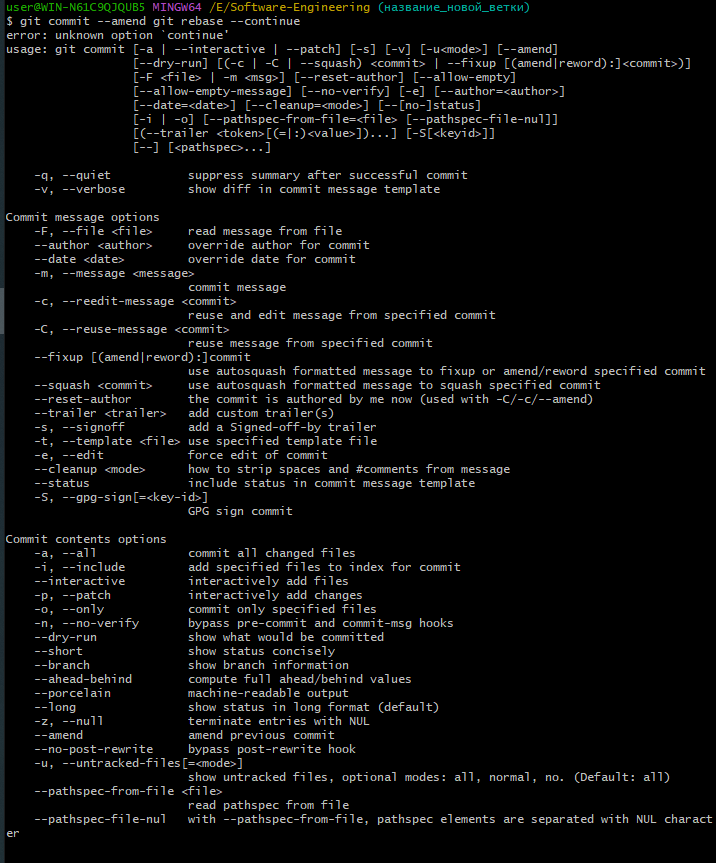 user@WIN-N61C9QJQUB5 MINGW64 /E/Software-Engineering (название_новой_ветки)
$ git commit --amend git rebase --continue
error: unknown option `continue'
usage: git commit [-a | --interactive | --patch] [-s] [-v] [-u<mode>] [--amend]
                  [--dry-run] [(-c | -C | --squash) <commit> | --fixup [(amend|reword):]<commit>)]
                  [-F <file> | -m <msg>] [--reset-author] [--allow-empty]
                  [--allow-empty-message] [--no-verify] [-e] [--author=<author>]
                  [--date=<date>] [--cleanup=<mode>] [--[no-]status]
                  [-i | -o] [--pathspec-from-file=<file> [--pathspec-file-nul]]
                  [(--trailer <token>[(=|:)<value>])...] [-S[<keyid>]]
                  [--] [<pathspec>...]
    -q, --quiet           suppress summary after successful commit
    -v, --verbose         show diff in commit message template
Commit message options
    -F, --file <file>     read message from file
    --author <author>     override author for commit
    --date <date>         override date for commit
    -m, --message <message>
                          commit message
    -c, --reedit-message <commit>
                          reuse and edit message from specified commit
    -C, --reuse-message <commit>
                          reuse message from specified commit
    --fixup [(amend|reword):]commit
                          use autosquash formatted message to fixup or amend/reword specified commit
    --squash <commit>     use autosquash formatted message to squash specified commit
    --reset-author        the commit is authored by me now (used with -C/-c/--amend)
    --trailer <trailer>   add custom trailer(s)
    -s, --signoff         add a Signed-off-by trailer
    -t, --template <file> use specified template file
    -e, --edit            force edit of commit
    --cleanup <mode>      how to strip spaces and #comments from message
    --status              include status in commit message template
    -S, --gpg-sign[=<key-id>]
                          GPG sign commit
Commit contents options
    -a, --all             commit all changed files
    -i, --include         add specified files to index for commit
    --interactive         interactively add files
    -p, --patch           interactively add changes
    -o, --only            commit only specified files
    -n, --no-verify       bypass pre-commit and commit-msg hooks
    --dry-run             show what would be committed
    --short               show status concisely
    --branch              show branch information
    --ahead-behind        compute full ahead/behind values
    --porcelain           machine-readable output
    --long                show status in long format (default)
    -z, --null            terminate entries with NUL
    --amend               amend previous commit
    --no-post-rewrite     bypass post-rewrite hook
    -u, --untracked-files[=<mode>]
                          show untracked files, optional modes: all, normal, no. (Default: all)
    --pathspec-from-file <file>
                          read pathspec from file
    --pathspec-file-nul   with --pathspec-from-file, pathspec elements are separated with NUL charact
er